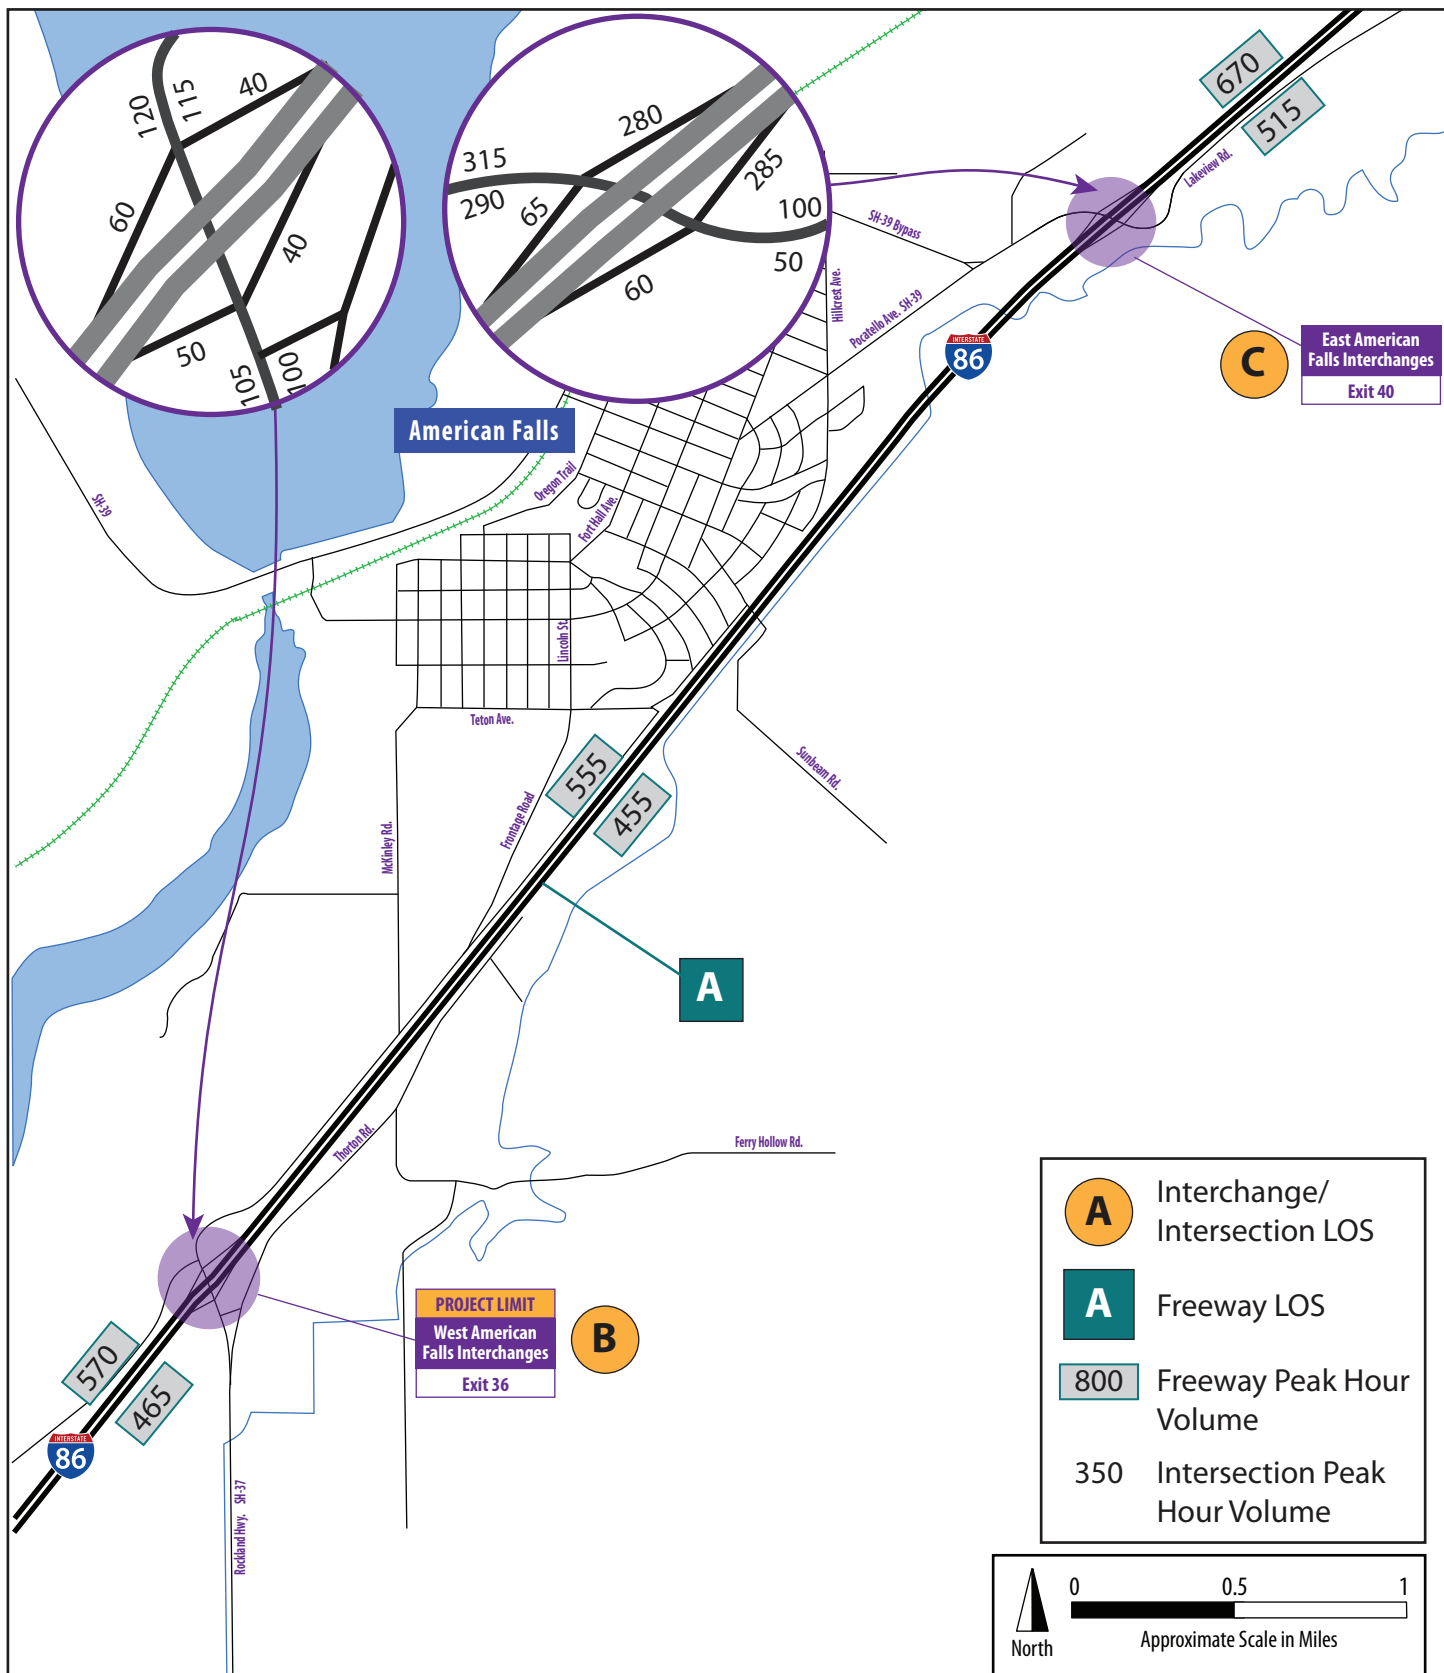 40
115
120
60
40
50
105
100
280
315
290
65
285
100
50
60
670
515
Lakeview Rd.
SH-39 Bypass
Hillcrest Ave.
Pocatello Ave. SH-39
INTERSTATE
86
C
East American
Falls Interchanges
Exit 40
American Falls
SH-39
Oregon Trail
Fort Hall Ave.
Lincoln St.
Teton Ave.
Sunbeam Rd.
555
455
McKinley Rd.
Frontage Road
A
Thorton Rd.
Ferry Hollow Rd.
PROJECT LIMIT
West American
Falls Interchanges
Exit 36
B
570
465
INTERSTATE
86
Rockland Hwy. SH-37
A
Interchange/
Intersection LOS
A
Freeway LOS
800
Freeway Peak Hour
Volume
350
Intersection Peak
Hour Volume
North
0
0.5
1
Approximate Scale in Miles